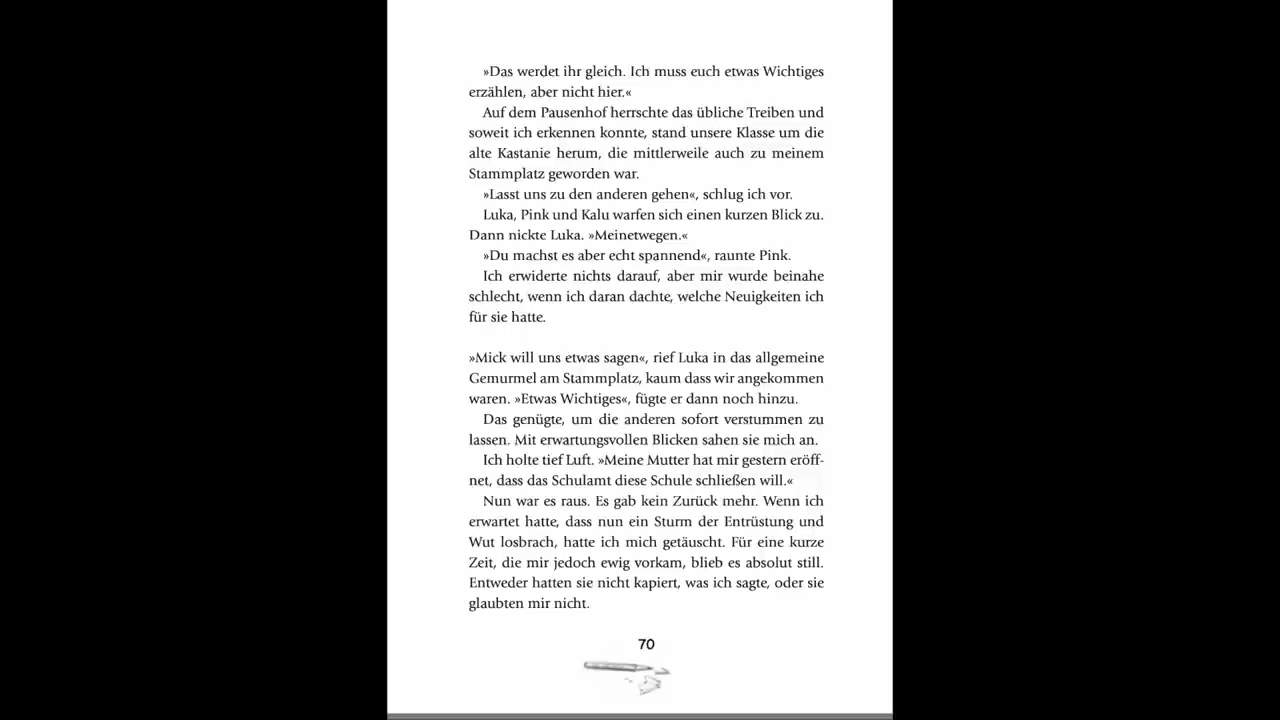 »Das werdet ihr gleich. Ich muss euch etwas Wichtiges
erzählen, aber nicht hier.«
Auf dem Pausenhof herrschte das übliche Treiben und
soweit ich erkennen konnte, stand unsere Klasse um die
alte Kastanie herum, die mittlerweile auch zu meinem
Stammplatz geworden war.
»Lasst uns zu den anderen gehen«, schlug ich vor.
Luka, Pink und Kalu warfen sich einen kurzen Blick zu.
Dann nickte Luka. »Meinetwegen.«
»Du machst es aber echt spannend«, raunte Pink.
Ich erwiderte nichts darauf, aber mir wurde beinahe
schlecht, wenn ich daran dachte, welche Neuigkeiten ich
für sie hatte.
»Mick will uns etwas sagen«, rief Luka in das allgemeine
Gemurmel am Stammplatz, kaum dass wir angekommen
waren. »Etwas Wichtiges«, fügte er dann noch hinzu.
Das genügte, um die anderen sofort verstummen zu
lassen. Mit erwartungsvollen Blicken sahen sie mich an.
Ich holte tief Luft. »Meine Mutter hat mir gestern eröff-
net, dass das Schulamt diese Schule schließen will.«
Nun war es raus. Es gab kein Zurück mehr. Wenn ich
erwartet hatte, dass nun ein Sturm der Entrüstung und
Wut losbrach, hatte ich mich getäuscht. Für eine kurze
Zeit, die mir jedoch ewig vorkam, blieb es absolut still.
Entweder hatten sie nicht kapiert, was ich sagte, oder sie
glaubten mir nicht.
70